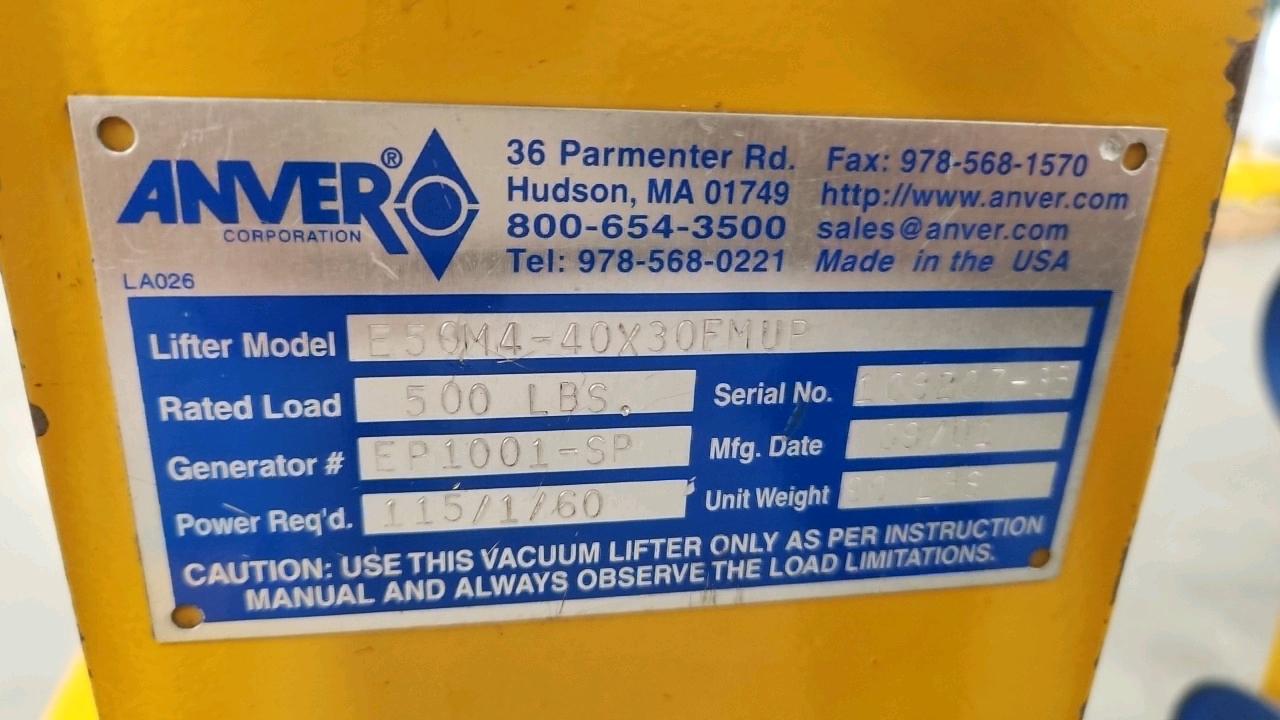 ANVER®
CORPORATION
LA026
36 Parmenter Rd.
Hudson, MA 01749
800-654-3500
Tel: 978-568-0221
Fax: 978-568-1570
http://www.anver.com
sales@anver.com
Made in the USA
Lifter Model
Rated Load 500 LBS.
Generator # EP1001-SP
Power Req'd. 115/1/60
Serial No.
Mfg. Date
Unit Weight LBS
CAUTION: USE THIS VACUUM LIFTER ONLY AS PER INSTRUCTION
MANUAL AND ALWAYS OBSERVE THE LOAD LIMITATIONS.